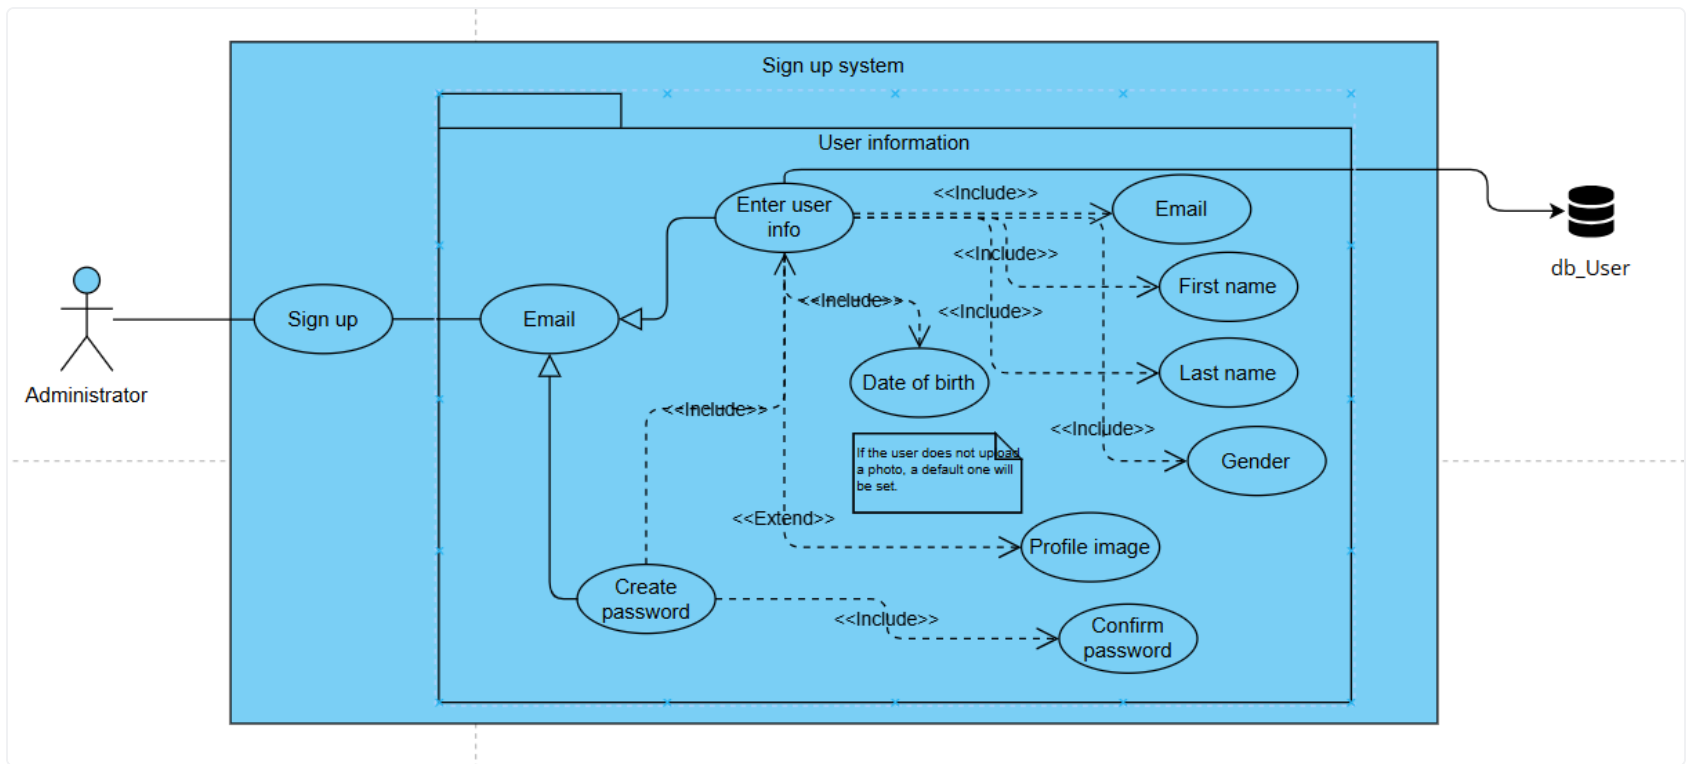 Sign up system
User information
Enter user
info
<<Include>>
Email
<<Include>>
First name
<<Include>>
<<Include>>
Sign up
Email
Date of birth
Last name
Administrator
db_User
<<Include>>
<<Include>>
Gender
If the user does not upload
a photo, a default one will
be set.
<<Extend>>
Profile image
Create
password
<<Include>>
Confirm
password